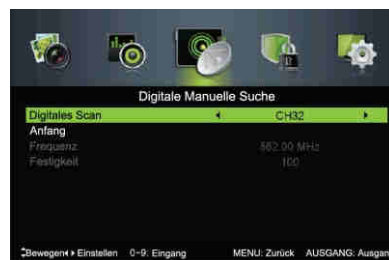 Digitale Manuelle Suche
Digitales Scan CH32
Anfang
Frequenz 562.00 MHz
Festigkeit 100
Bewegen Einstellen 0-9: Eingang MENU: Zurück AUSGANG: Ausgan